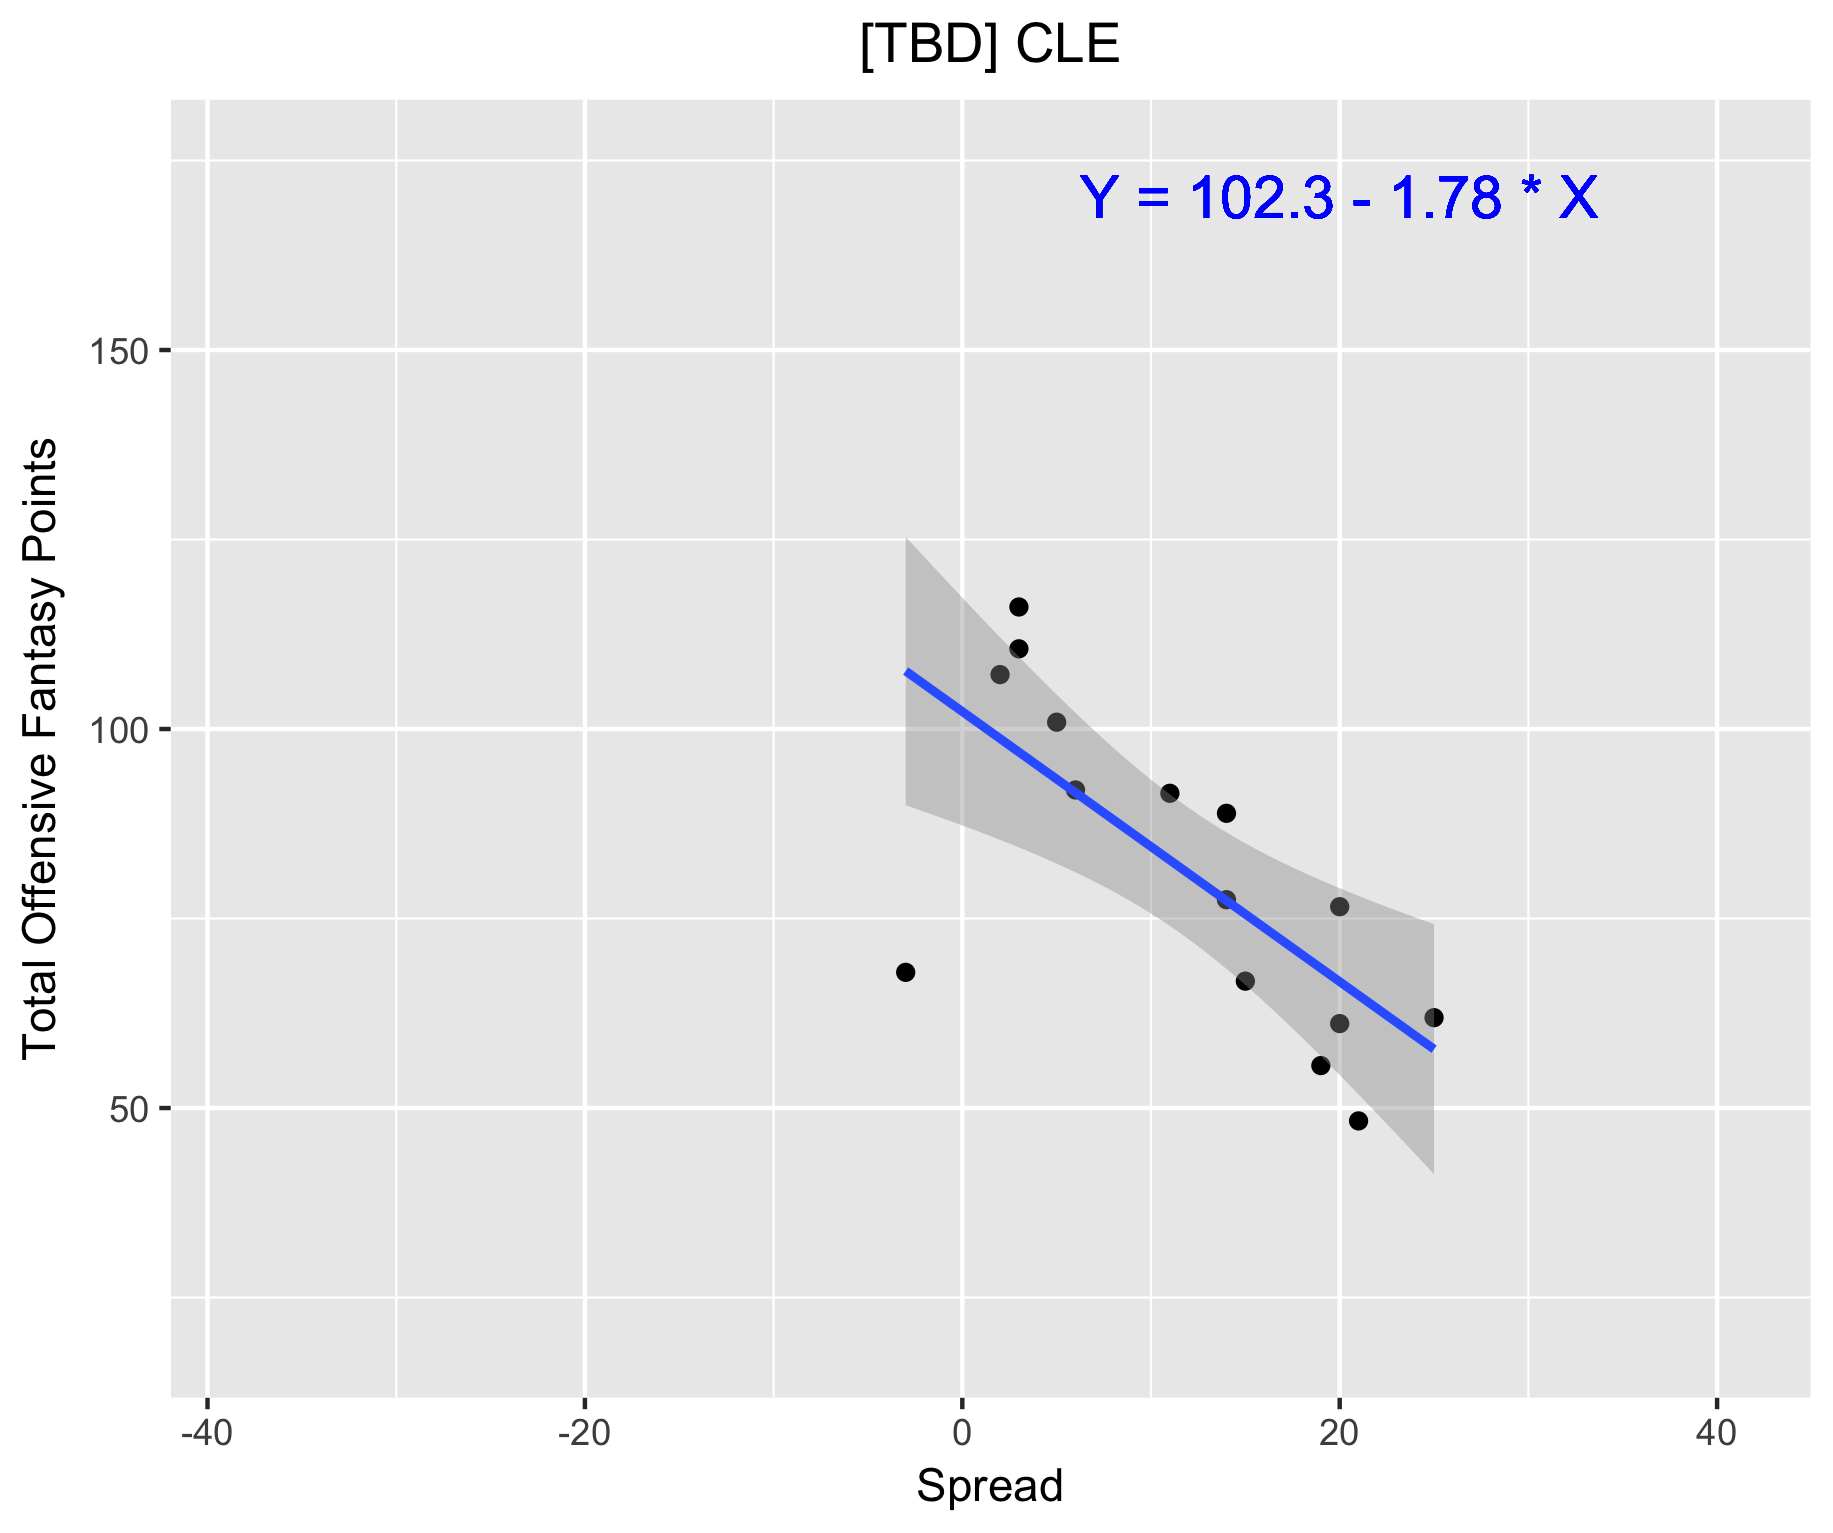 [TBD] CLE
Y = 102.3 - 1.78 * X
Total Offensive Fantasy Points
150
100
50
-40
-20
0
20
40
Spread